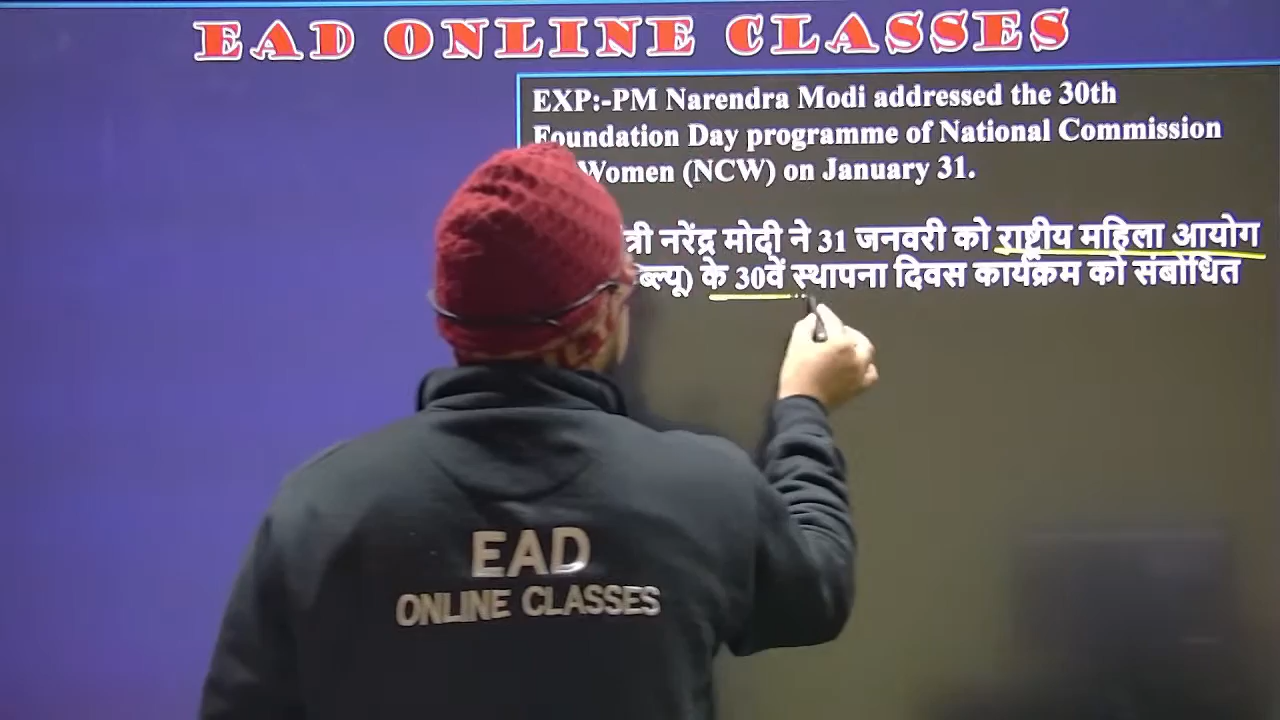 EAD ONLINE CLASSES
EXP:-PM Narendra Modi addressed the 30th
Foundation Day programme of National Commission
Women (NCW) on January 31.
नरेंद्र मोदी ने 31 जनवरी को राष्ट्रीय महिला आयोग
के 30वें स्थापना दिवस कार्यक्रम को संबोधित
EAD
ONLINE CLASSES